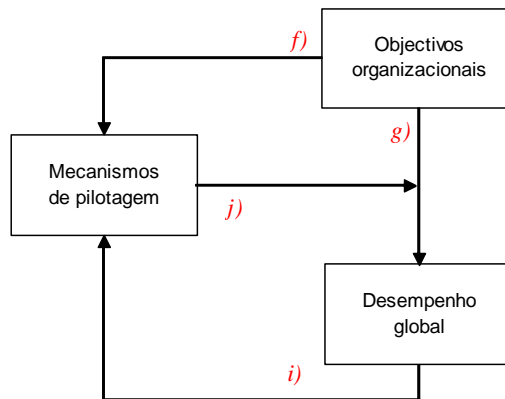 f)
Objectivos
organizacionais
g)
Mecanismos
de pilotagem
j)
Desempenho
global
i)